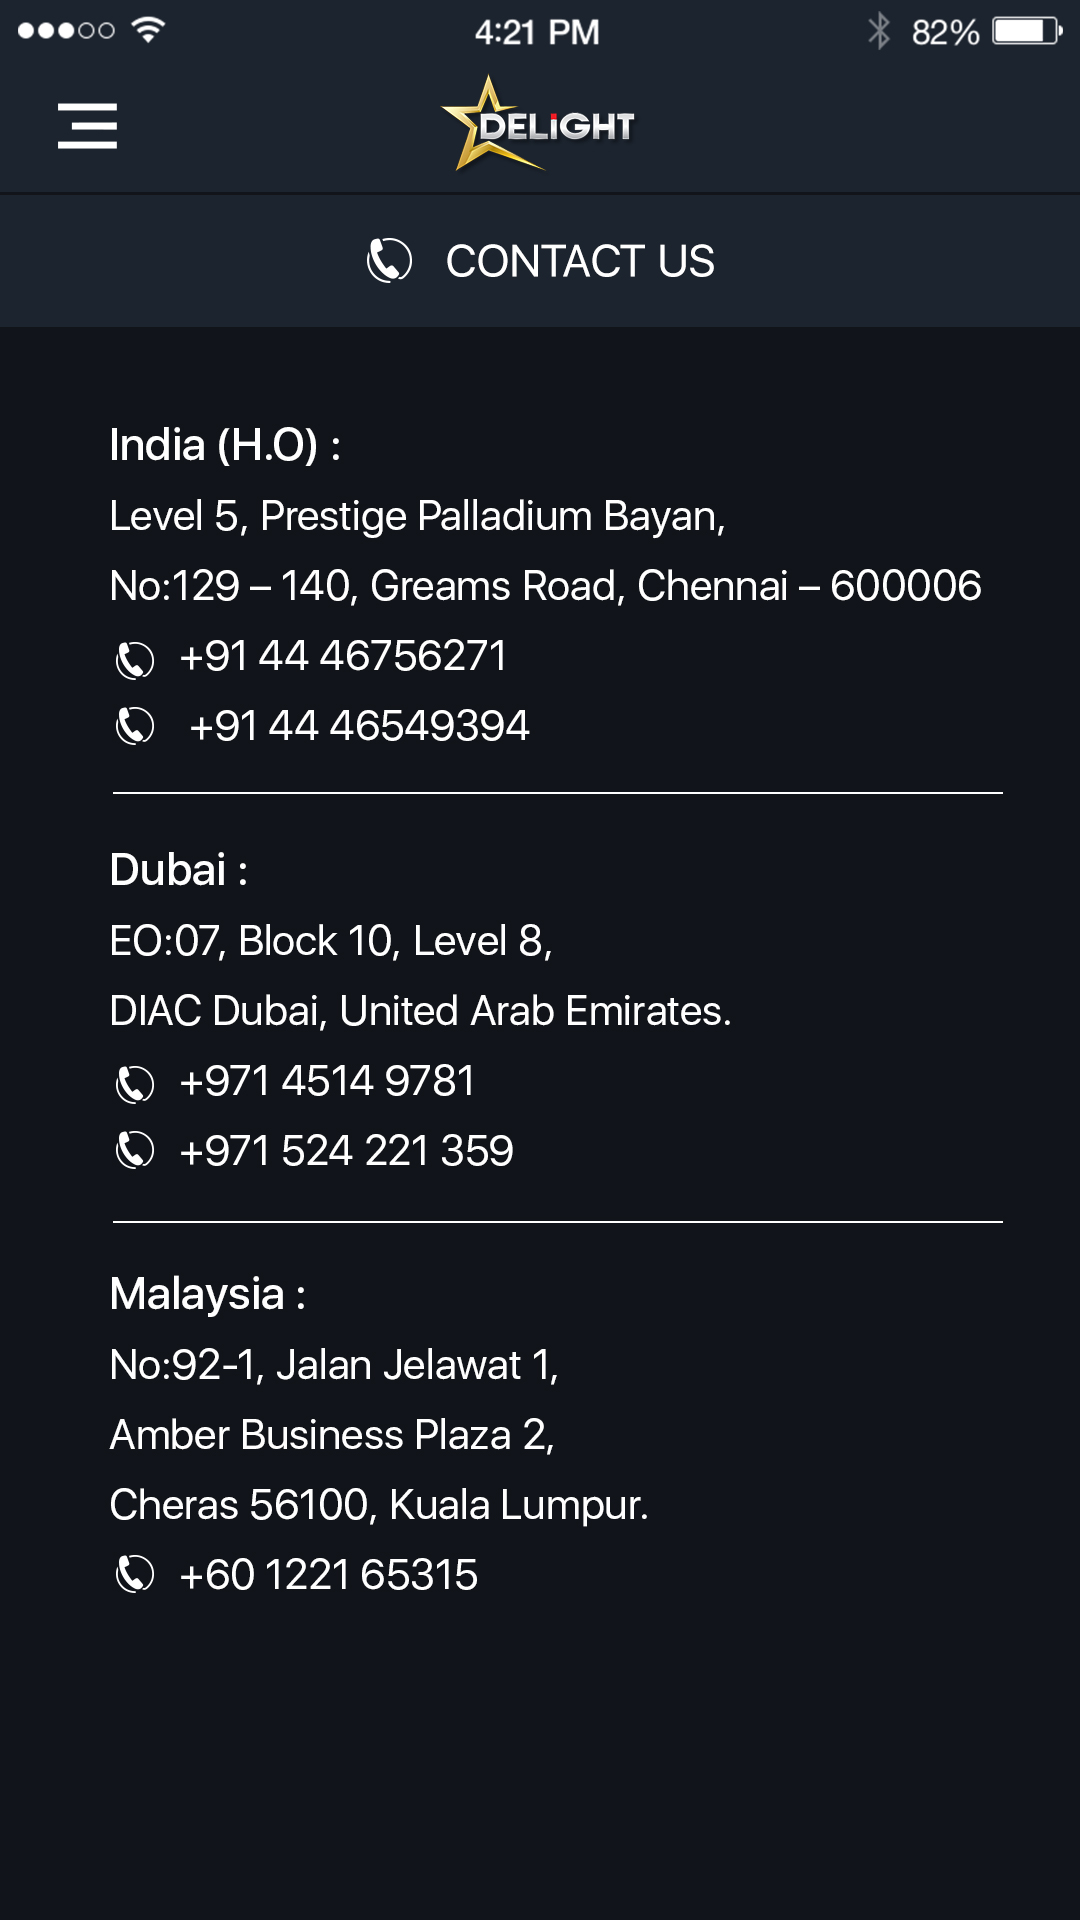 4:21 PM
82%
DELiGHT
CONTACT US
India (H.O) :
Level 5, Prestige Palladium Bayan,
No:129 – 140, Greams Road, Chennai – 600006
+91 44 46756271
+91 44 46549394
Dubai :
EO:07, Block 10, Level 8,
DIAC Dubai, United Arab Emirates.
+971 4514 9781
+971 524 221 359
Malaysia :
No:92-1, Jalan Jelawat 1,
Amber Business Plaza 2,
Cheras 56100, Kuala Lumpur.
+60 1221 65315